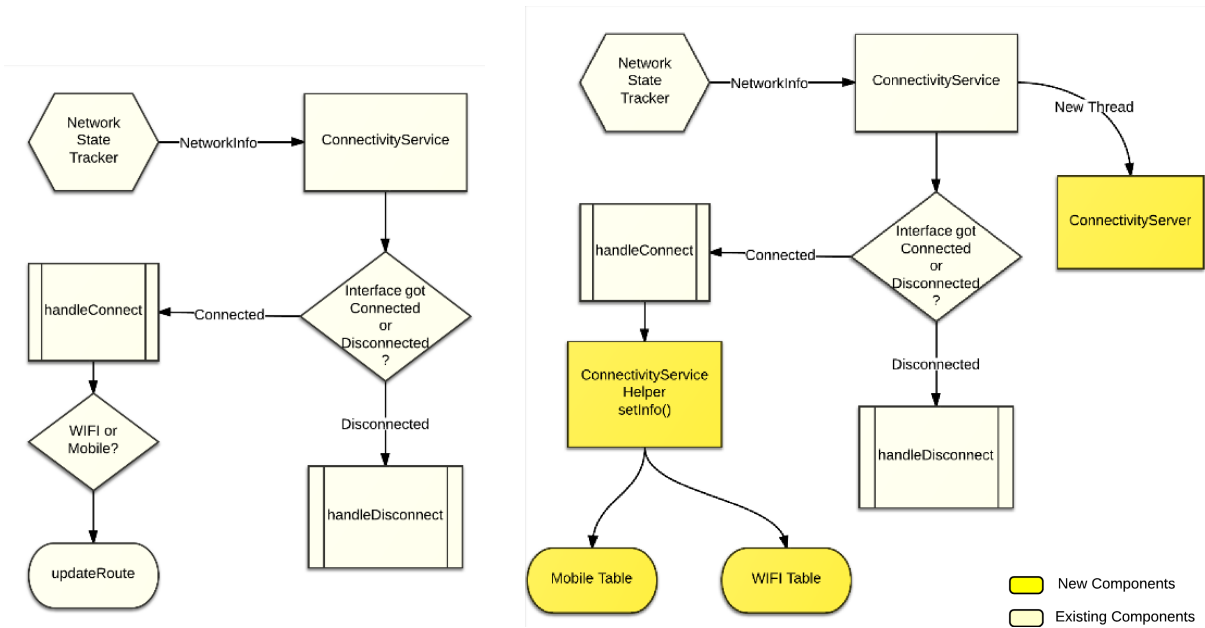 Network
State
Tracker
NetworkInfo
ConnectivityService
Interface got
Connected
or
Disconnected
?
Connected
handleConnect
WIFI or
Mobile?
updateRoute
Disconnected
handleDisconnect
Network
State
Tracker
NetworkInfo
ConnectivityService
New Thread
ConnectivityServer
Interface got
Connected
or
Disconnected
?
Connected
handleConnect
ConnectivityService
Helper
setInfo()
Mobile Table
WIFI Table
Disconnected
handleDisconnect
New Components
Existing Components